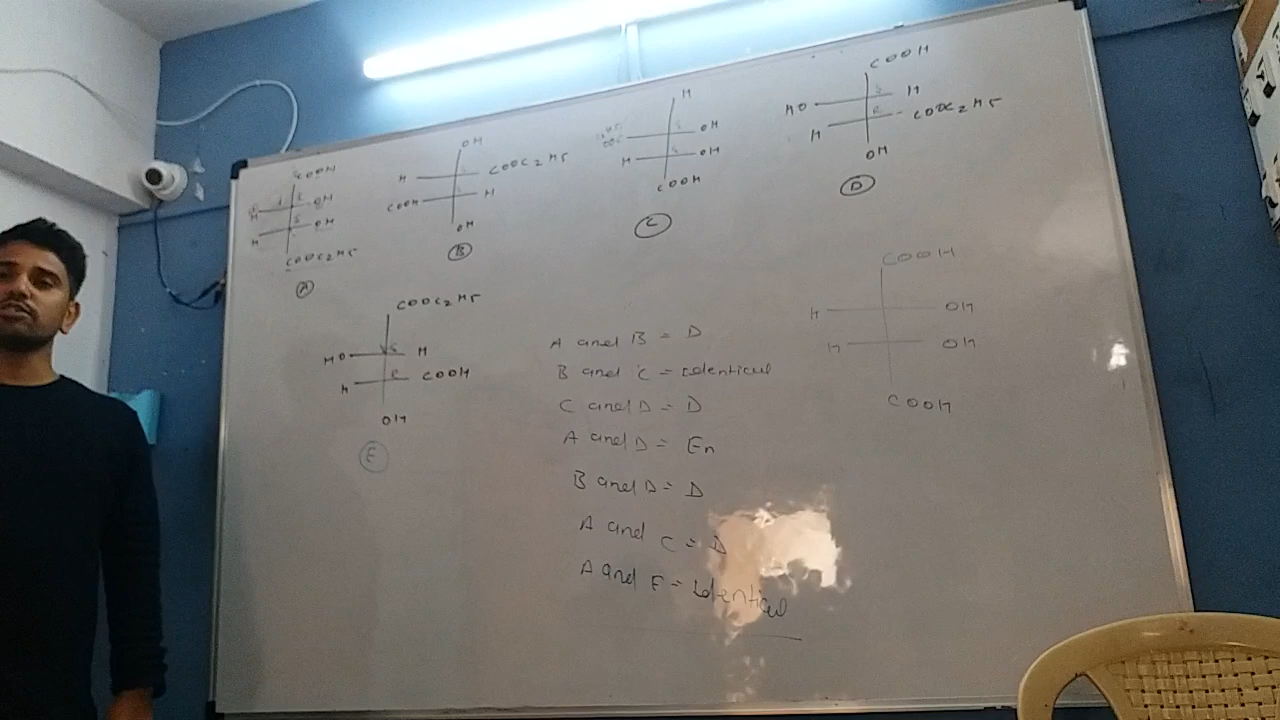 COOH
H OH
H OH
COOC2H5
A
OH
H COOC2H5
COOH H
OH
B
H
OH
H OH
COOH
C
COOH
HO S H
H R COOC2H5
OH
D
COOC2H5
HO S H
H R COOH
OH
E
A and B = D
B and C = Identical
C and D = D
A and D = En
B and D = D
A and C = D
A and E = Identical
COOH
H OH
H OH
COOH